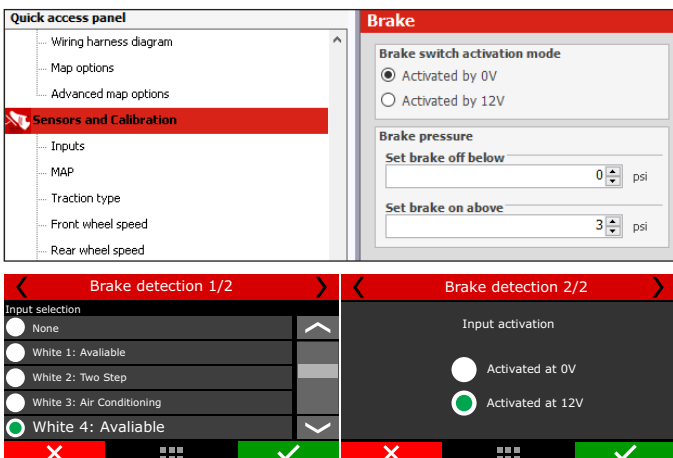 Quick access panel
Wiring harness diagram
Map options
Advanced map options
Sensors and Calibration
Inputs
MAP
Traction type
Front wheel speed
Rear wheel speed
Brake
Brake switch activation mode
Activated by 0V
Activated by 12V
Brake pressure
Set brake off below
0 psi
Set brake on above
3 psi
Brake detection 1/2
Input selection
None
White 1: Avaliable
White 2: Two Step
White 3: Air Conditioning
White 4: Avaliable
Brake detection 2/2
Input activation
Activated at 0V
Activated at 12V